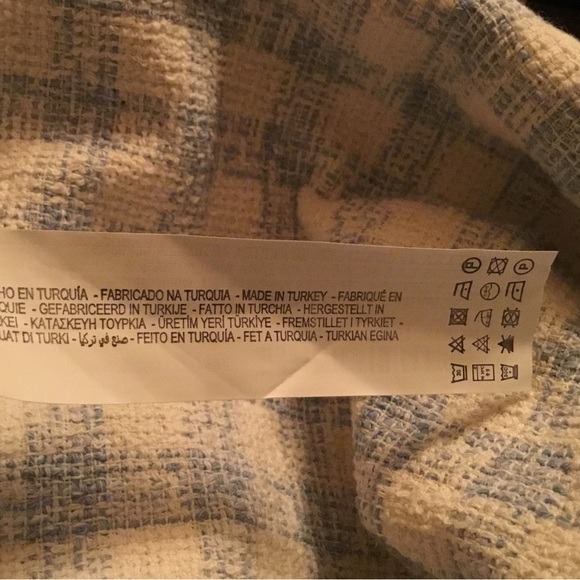 HO EN TURQUÍA - FABRICADO NA TURQUIA - MADE IN TURKEY - FABRIQUÉ EN
QUIE - GEFABRICEERD IN TURKIJE - FATTO IN TURCHIA - HERGESTELLT IN
KEI - ΚΑΤΑΣΚΕΥΗ ΤΟΥΡΚΙΑ - ÜRETİM YERİ TÜRKİYE - FREMSTILLET I TYRKIET -
UAT DI TURKI - صنع في تركيا - FEITO EN TURQUÍA - FET A TURQUIA - TURKIAN EGINA
P P